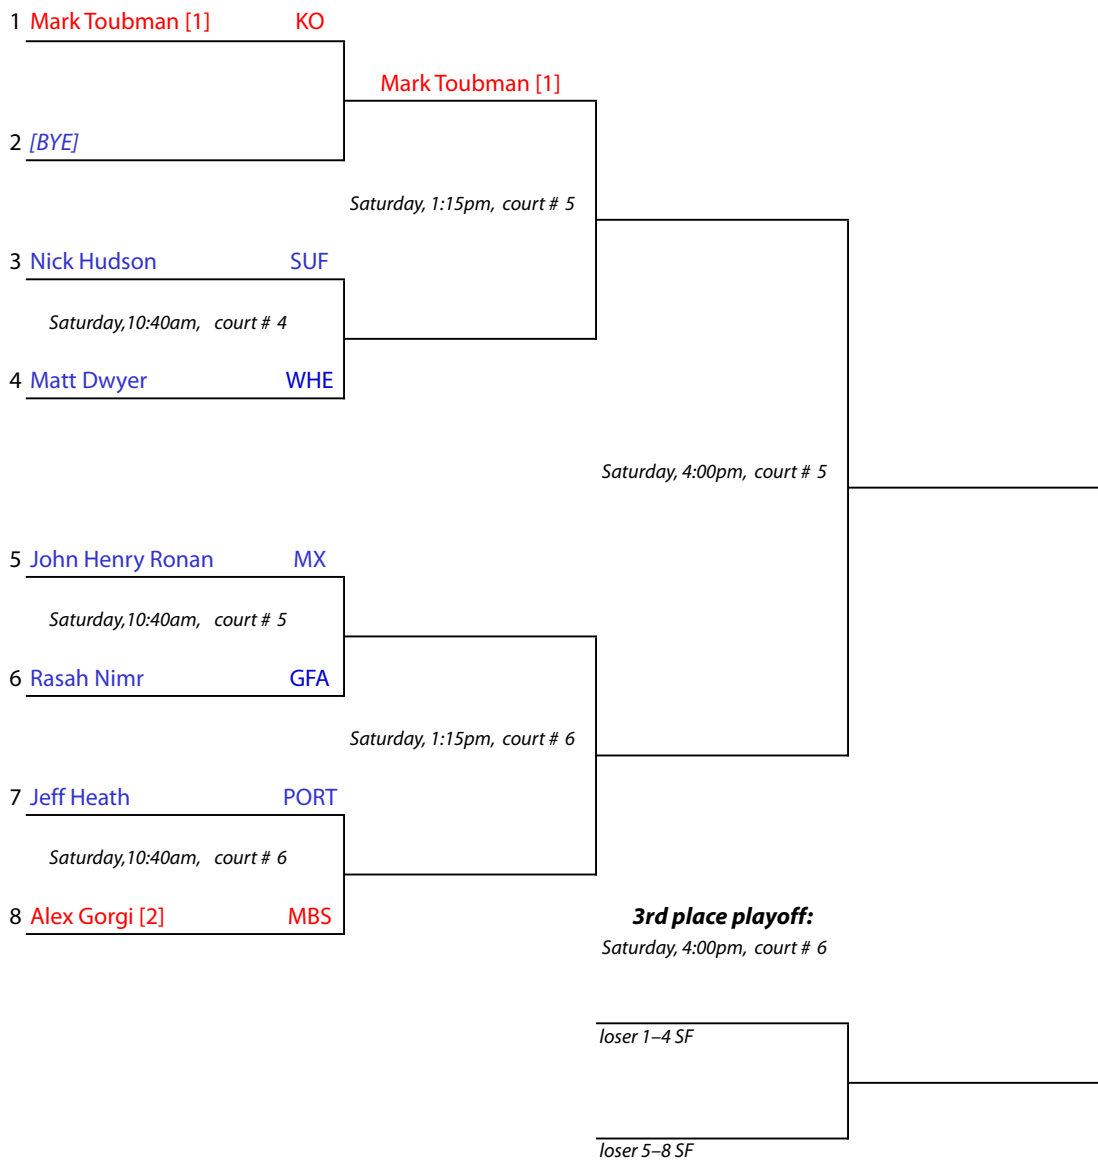 1 Mark Toubman [1] KO
Mark Toubman [1]
2 [BYE]
Saturday, 1:15pm, court # 5
3 Nick Hudson SUF
Saturday,10:40am, court # 4
4 Matt Dwyer WHE
Saturday, 4:00pm, court # 5
5 John Henry Ronan MX
Saturday,10:40am, court # 5
6 Rasah Nimr GFA
Saturday, 1:15pm, court # 6
7 Jeff Heath PORT
Saturday,10:40am, court # 6
8 Alex Gorgi [2] MBS
3rd place playoff:
Saturday, 4:00pm, court # 6
loser 1–4 SF
loser 5–8 SF